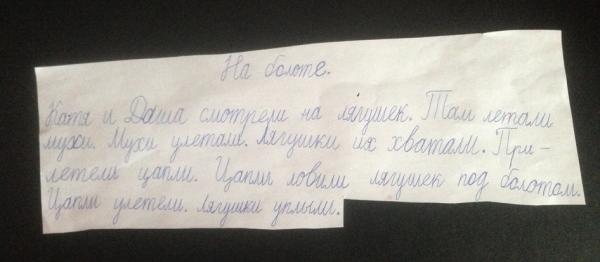 На болоте.
Катя и Даша смотрели на лягушек. Там летали
мухи. Мухи улетали. Лягушки их хватали. При-
летели цапли. Цапли ловили лягушек под болотом.
Цапли улетели. Лягушки уплыли.